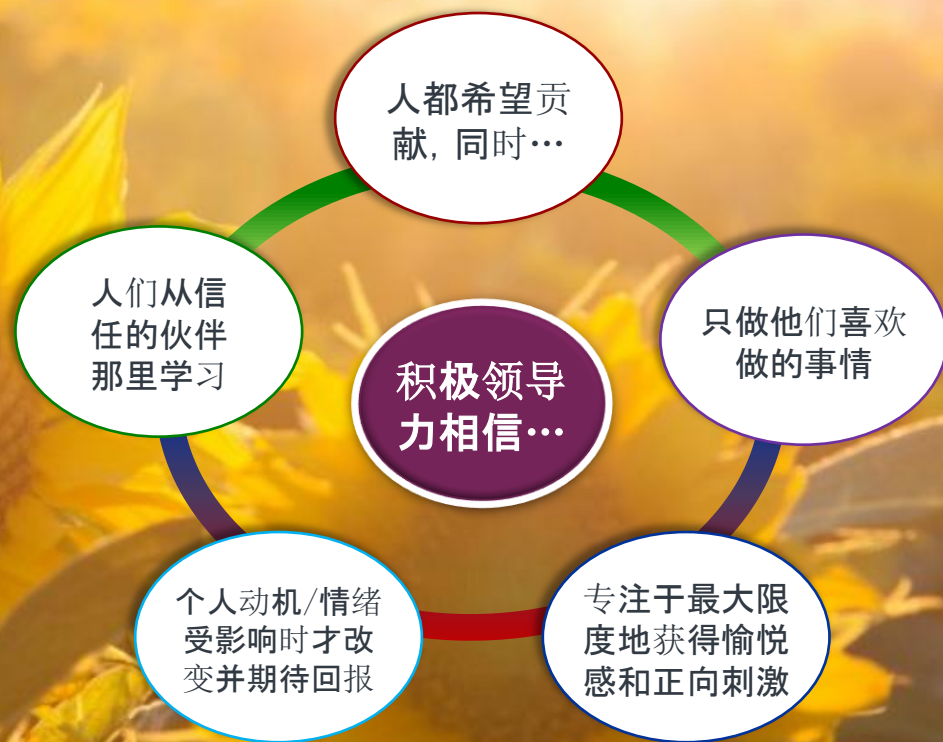 人都希望贡
献, 同时…
人们从信
任的伙伴
那里学习
只做他们喜欢
做的事情
积极领导
力相信…
个人动机/情绪
受影响时才改
变并期待回报
专注于最大限
度地获得愉悦
感和正向刺激